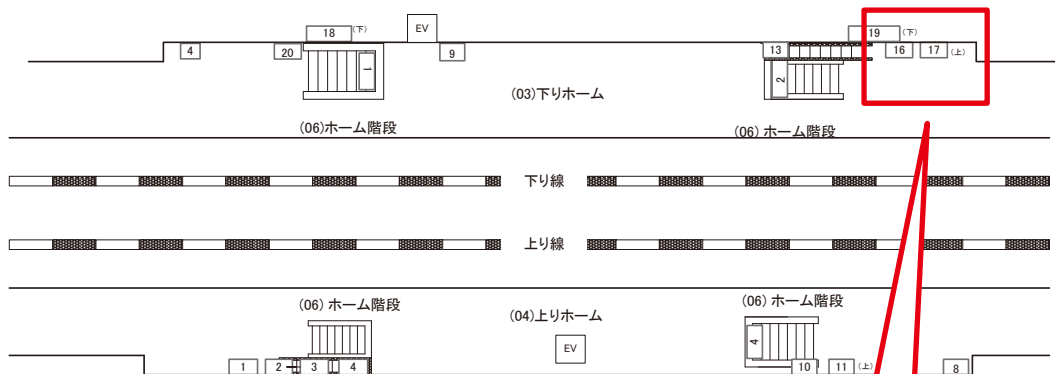 EV
18 (下)
19 (下)
4
20
9
13
16
17 (上)
1
2
(03)下りホーム
(06)ホーム階段
(06) ホーム階段
下り線
上り線
(06) ホーム階段
(06) ホーム階段
(04)上りホーム
EV
4
1
2
3
4
10
11 (上)
8